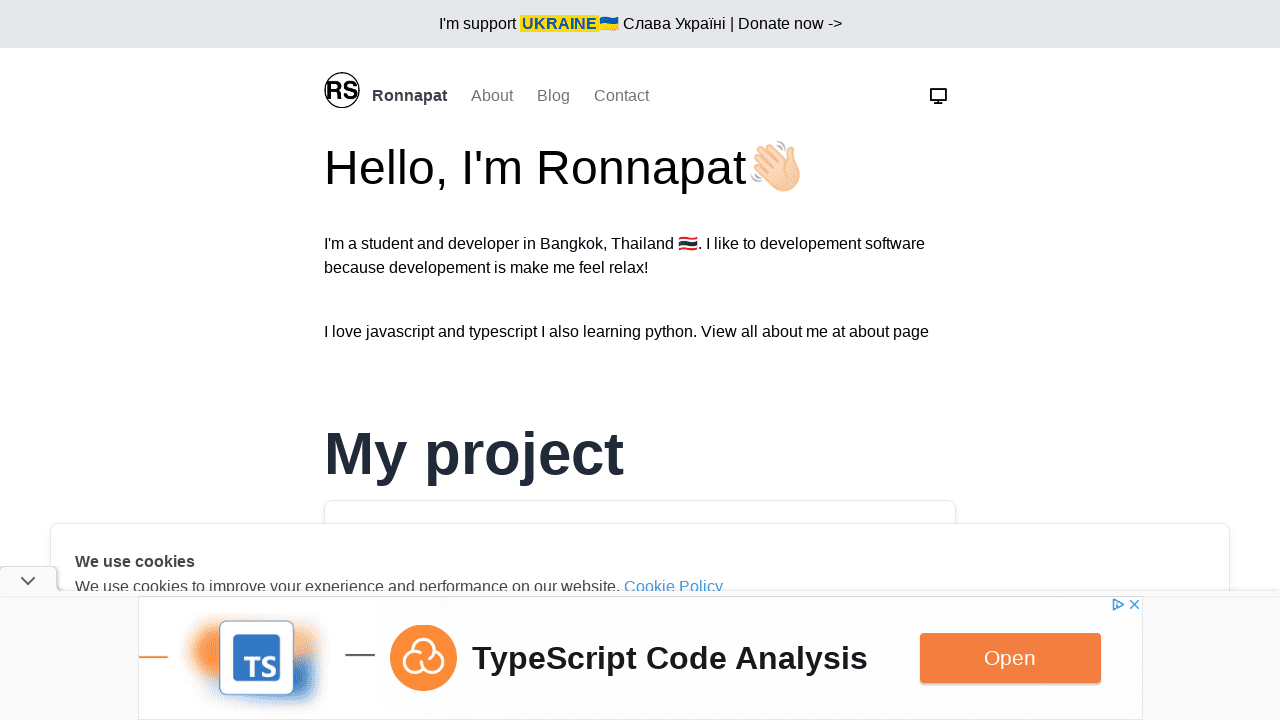 I'm support UKRAINE🇺🇦 Слава Україні | Donate now ->
RS Ronnapat About Blog Contact
Hello, I'm Ronnapat👋🏻
I'm a student and developer in Bangkok, Thailand 🇹🇭. I like to developement software
because developement is make me feel relax!
I love javascript and typescript I also learning python. View all about me at about page
My project
We use cookies
We use cookies to improve your experience and performance on our website. Cookie Policy
TS TypeScript Code Analysis Open